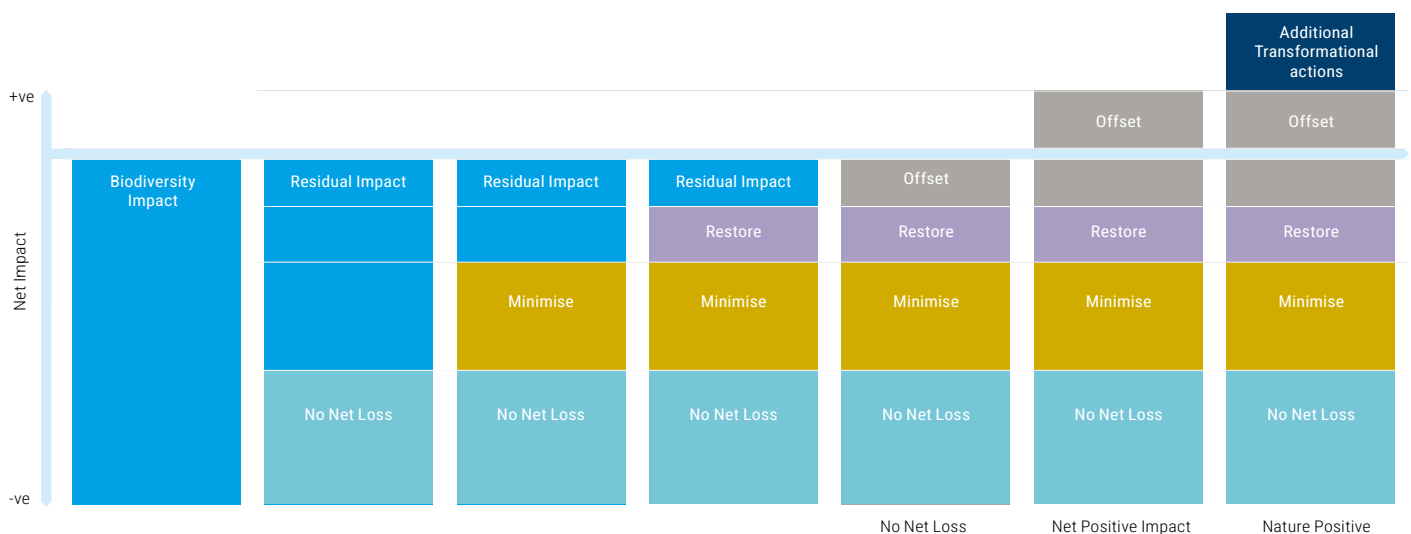 Additional
Transformational
actions
+ve
Offset
Offset
Biodiversity
Impact
Residual Impact
Residual Impact
Residual Impact
Offset
Restore
Restore
Restore
Restore
Net Impact
Minimise
Minimise
Minimise
Minimise
Minimise
No Net Loss
No Net Loss
No Net Loss
No Net Loss
No Net Loss
No Net Loss
-ve
No Net Loss
Net Positive Impact
Nature Positive